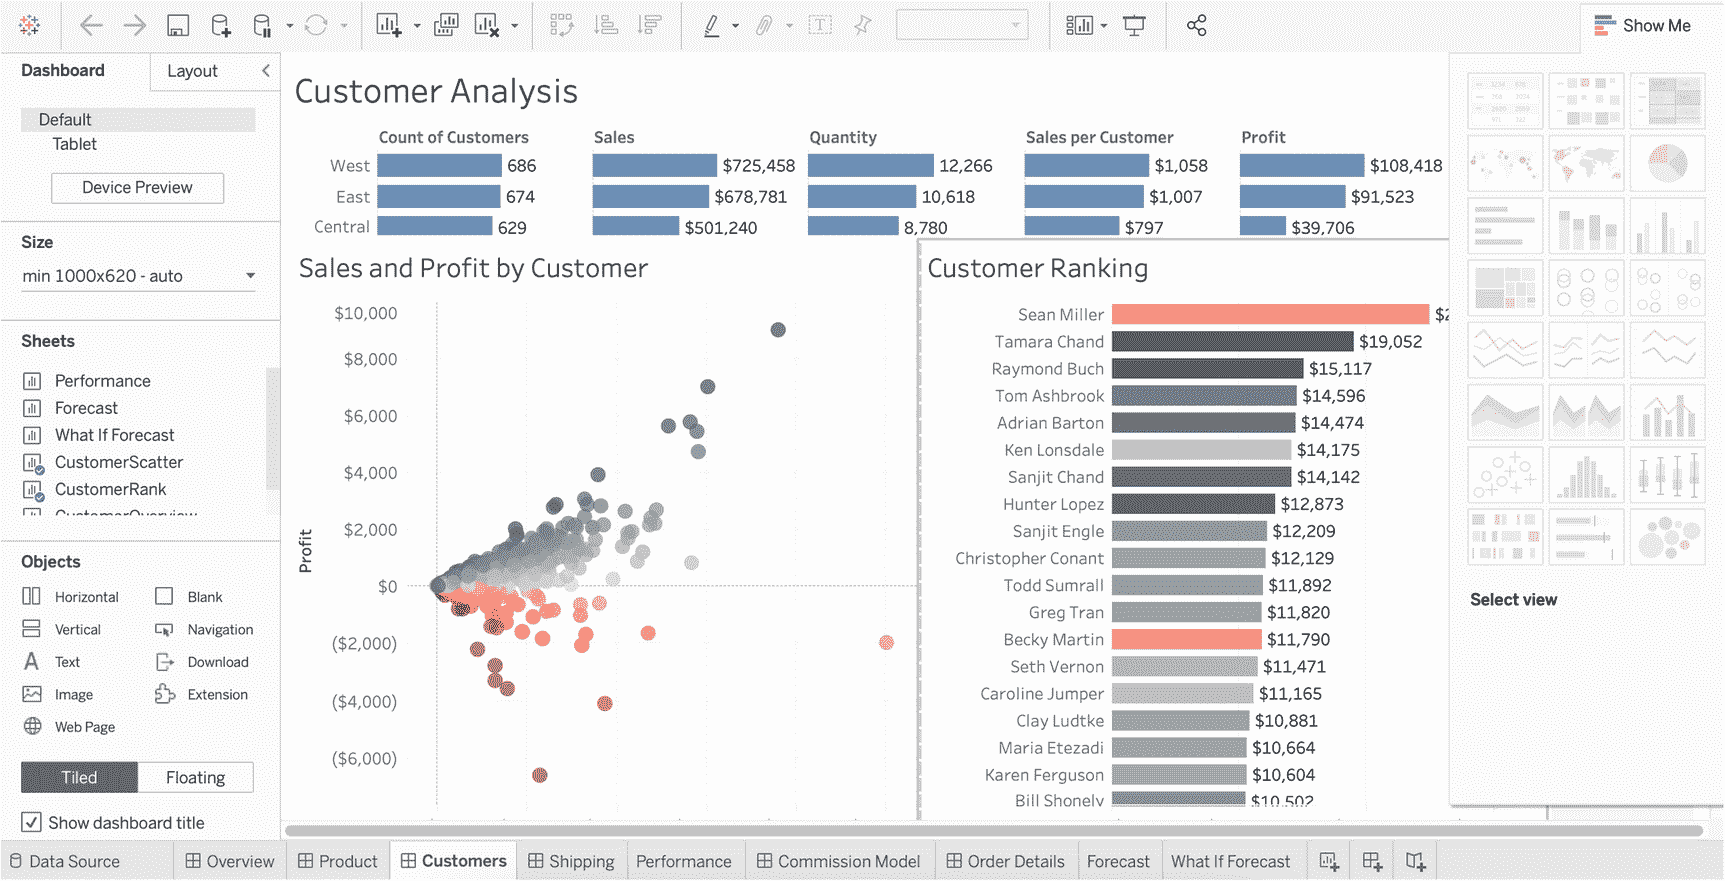 Show Me
Dashboard
Layout
Default
Tablet
Device Preview
Size
min 1000x620 - auto
Sheets
Performance
Forecast
What If Forecast
CustomerScatter
CustomerRank
CustomerOverview
Objects
Horizontal
Blank
Vertical
Navigation
Text
Download
Image
Extension
Web Page
Tiled
Floating
Show dashboard title
Customer Analysis
Count of Customers Sales Quantity Sales per Customer Profit
West 686 $725,458 12,266 $1,058 $108,418
East 674 $678,781 10,618 $1,007 $91,523
Central 629 $501,240 8,780 $797 $39,706
Sales and Profit by Customer
Profit
$10,000
$8,000
$6,000
$4,000
$2,000
$0
($2,000)
($4,000)
($6,000)
Customer Ranking
Sean Miller
Tamara Chand $19,052
Raymond Buch $15,117
Tom Ashbrook $14,596
Adrian Barton $14,474
Ken Lonsdale $14,175
Sanjit Chand $14,142
Hunter Lopez $12,873
Sanjit Engle $12,209
Christopher Conant $12,129
Todd Sumrall $11,892
Greg Tran $11,820
Becky Martin $11,790
Seth Vernon $11,471
Caroline Jumper $11,165
Clay Ludtke $10,881
Maria Etezadi $10,664
Karen Ferguson $10,604
Bill Shonely $10,502
Select view
Data Source
Overview
Product
Customers
Shipping
Performance
Commission Model
Order Details
Forecast
What If Forecast